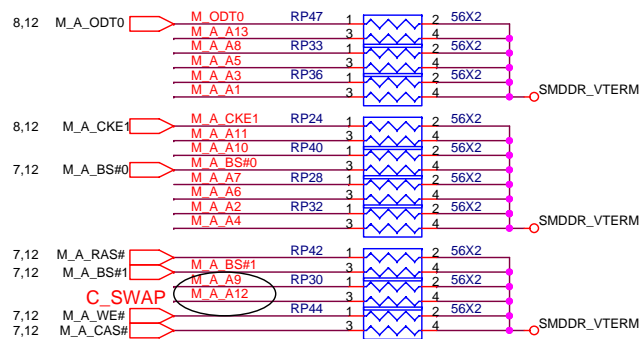 8,12 M_A_ODT0 M_ODT0 RP47 1 2 56X2
M_A_A13 3 4
M_A_A8 RP33 1 2 56X2
M_A_A5 3 4
M_A_A3 RP36 1 2 56X2
M_A_A1 3 4 SMDDR_VTERM
8,12 M_A_CKE1 M_A_CKE1 RP24 1 2 56X2
M_A_A11 3 4
M_A_A10 RP40 1 2 56X2
7,12 M_A_BS#0 M_A_BS#0 3 4
M_A_A7 RP28 1 2 56X2
M_A_A6 3 4
M_A_A2 RP32 1 2 56X2
M_A_A4 3 4 SMDDR_VTERM
7,12 M_A_RAS# RP42 1 2 56X2
7,12 M_A_BS#1 M_A_BS#1 3 4
M_A_A9 RP30 1 2 56X2
C_SWAP M_A_A12 3 4
7,12 M_A_WE# RP44 1 2 56X2
7,12 M_A_CAS# 3 4 SMDDR_VTERM